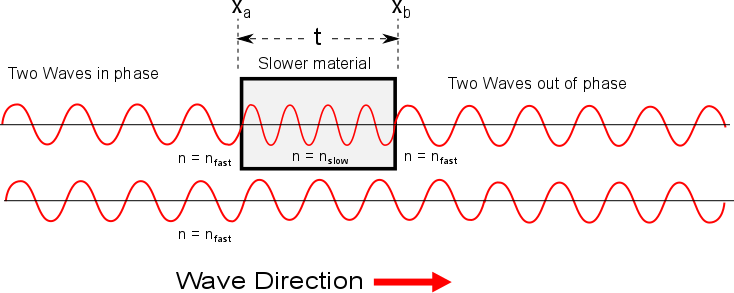 xa xb
t
Slower material
Two Waves in phase
Two Waves out of phase
n = nfast
n = nslow
n = nfast
n = nfast
Wave Direction